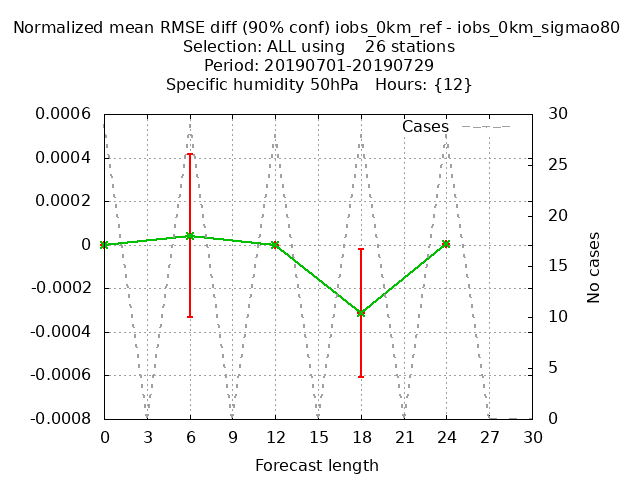 Normalized mean RMSE diff (90% conf) iobs_0km_ref - iobs_0km_sigmao80
Selection: ALL using    26 stations
Period: 20190701-20190729
Specific humidity 50hPa   Hours: {12}
Cases
0.0006
0.0004
0.0002
0
-0.0002
-0.0004
-0.0006
-0.0008
30
25
20
15
10
5
0
No cases
0 3 6 9 12 15 18 21 24 27 30
Forecast length